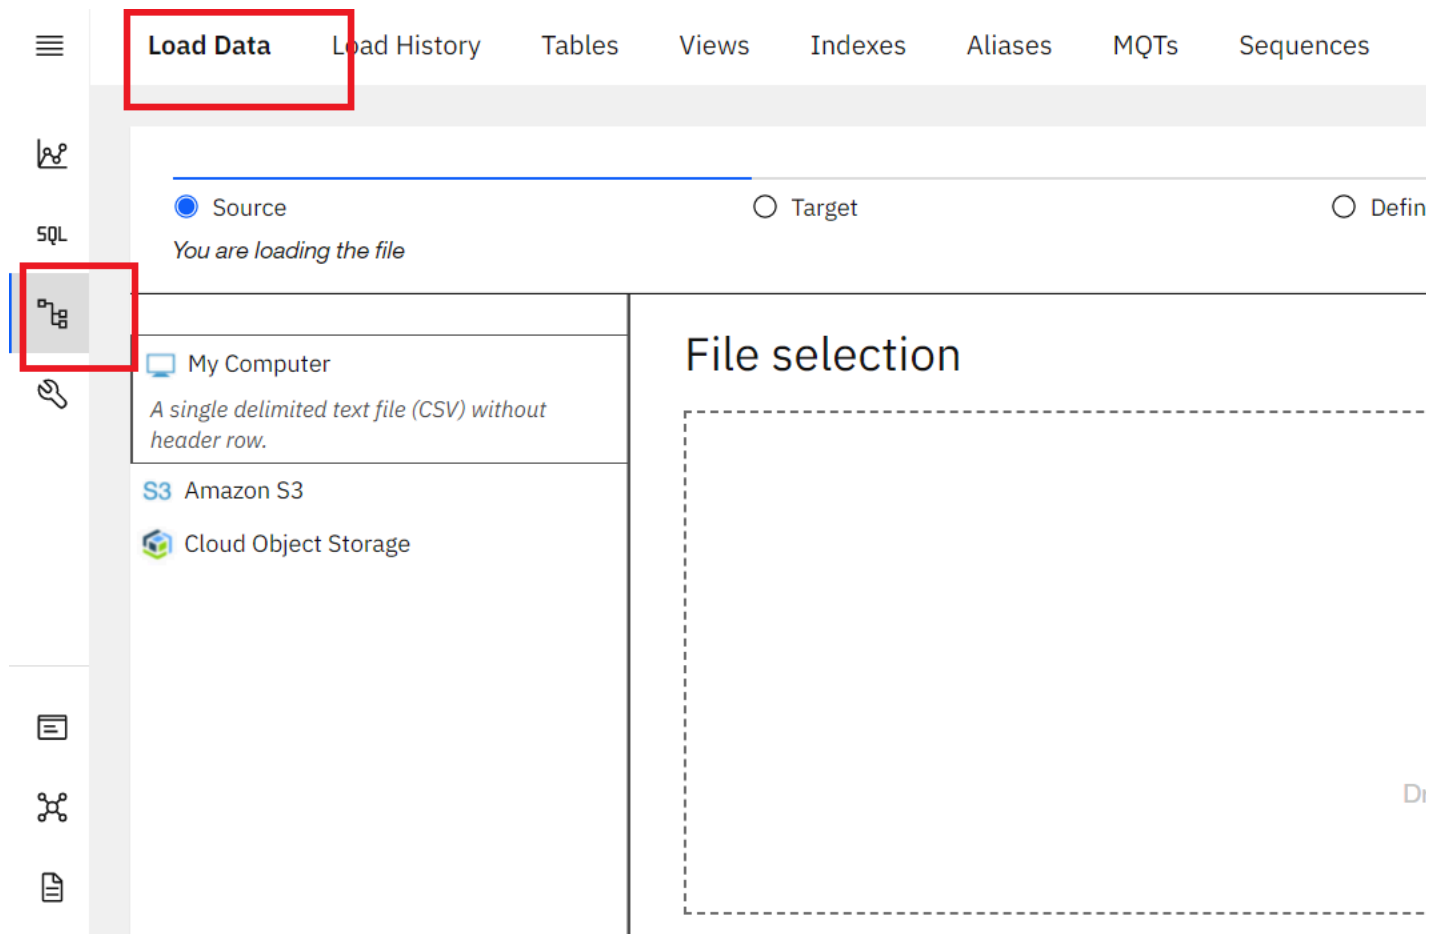 Load Data Load History Tables Views Indexes Aliases MQTs Sequences
Source Target Defin
SQL
You are loading the file
File selection
My Computer
A single delimited text file (CSV) without
header row.
S3 Amazon S3
Cloud Object Storage
Dr